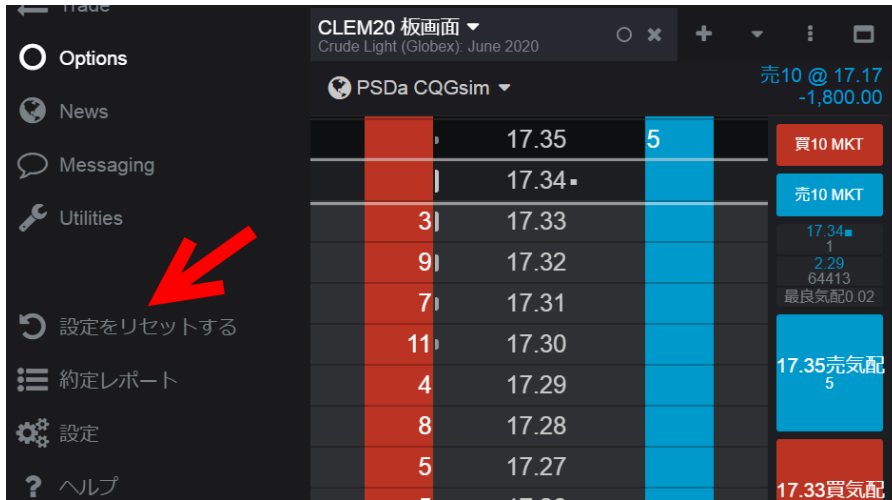 Trade
Options
News
Messaging
Utilities
設定をリセットする
約定レポート
設定
? ヘルプ
CLEM20 板画面
Crude Light (Globex): June 2020
PSDa CQGsim
売10 @ 17.17
-1,800.00
17.35 5
17.34
3 17.33
9 17.32
7 17.31
11 17.30
4 17.29
8 17.28
5 17.27
買10 MKT
売10 MKT
17.34
1
2.29
64413
最良気配0.02
17.35売気配
5
17.33買気配